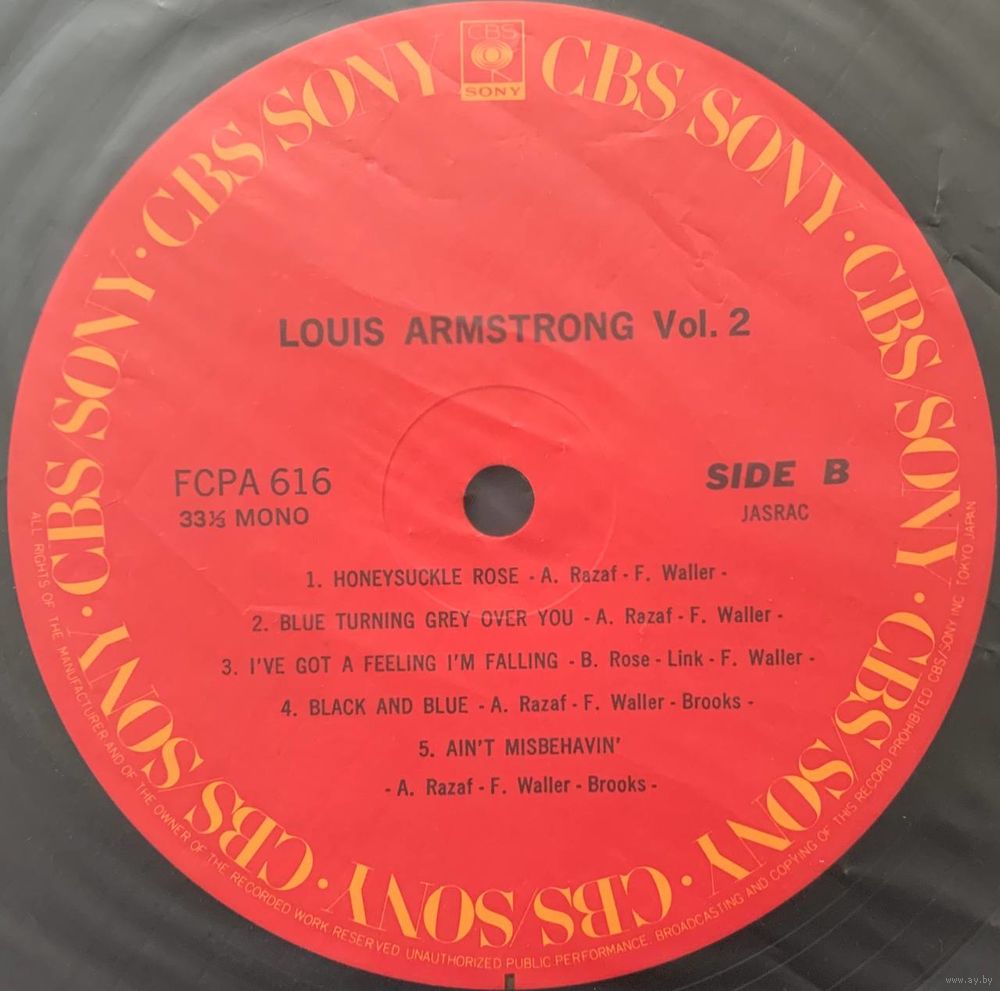 CBS
SONY
CBS/SONY · CBS/SONY · CBS/SONY · CBS/SONY · CBS/SONY · CBS/SONY · CBS/SONY · CBS/SONY
LOUIS ARMSTRONG Vol. 2
FCPA 616
33⅓ MONO
SIDE B
JASRAC
1. HONEYSUCKLE ROSE - A. Razaf - F. Waller -
2. BLUE TURNING GREY OVER YOU - A. Razaf - F. Waller -
3. I'VE GOT A FEELING I'M FALLING - B. Rose - Link - F. Waller -
4. BLACK AND BLUE - A. Razaf - F. Waller - Brooks -
5. AIN'T MISBEHAVIN'
- A. Razaf - F. Waller - Brooks -
ALL RIGHTS OF THE MANUFACTURER AND OF THE OWNER OF THE RECORDED WORK RESERVED UNAUTHORIZED PUBLIC PERFORMANCE. BROADCASTING AND COPYING OF THIS RECORD PROHIBITED CBS/SONY INC. TOKYO JAPAN
www.ay.by